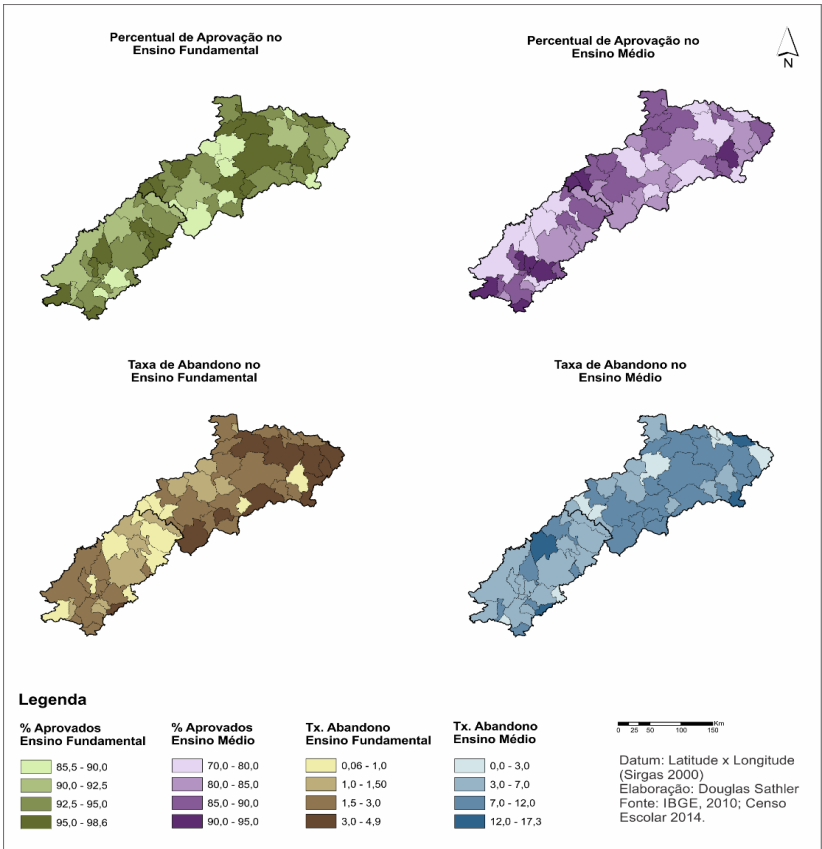 Percentual de Aprovação no
Ensino Fundamental
Percentual de Aprovação no
Ensino Médio
N
Taxa de Abandono no
Ensino Fundamental
Taxa de Abandono no
Ensino Médio
Legenda
% Aprovados
Ensino Fundamental
85,5 - 90,0
90,0 - 92,5
92,5 - 95,0
95,0 - 98,6
% Aprovados
Ensino Médio
70,0 - 80,0
80,0 - 85,0
85,0 - 90,0
90,0 - 95,0
Tx. Abandono
Ensino Fundamental
0,06 - 1,0
1,0 - 1,50
1,5 - 3,0
3,0 - 4,9
Tx. Abandono
Ensino Médio
0,0 - 3,0
3,0 - 7,0
7,0 - 12,0
12,0 - 17,3
Km
0 25 50 100 150
Datum: Latitude x Longitude
(Sirgas 2000)
Elaboração: Douglas Sathler
Fonte: IBGE, 2010; Censo
Escolar 2014.